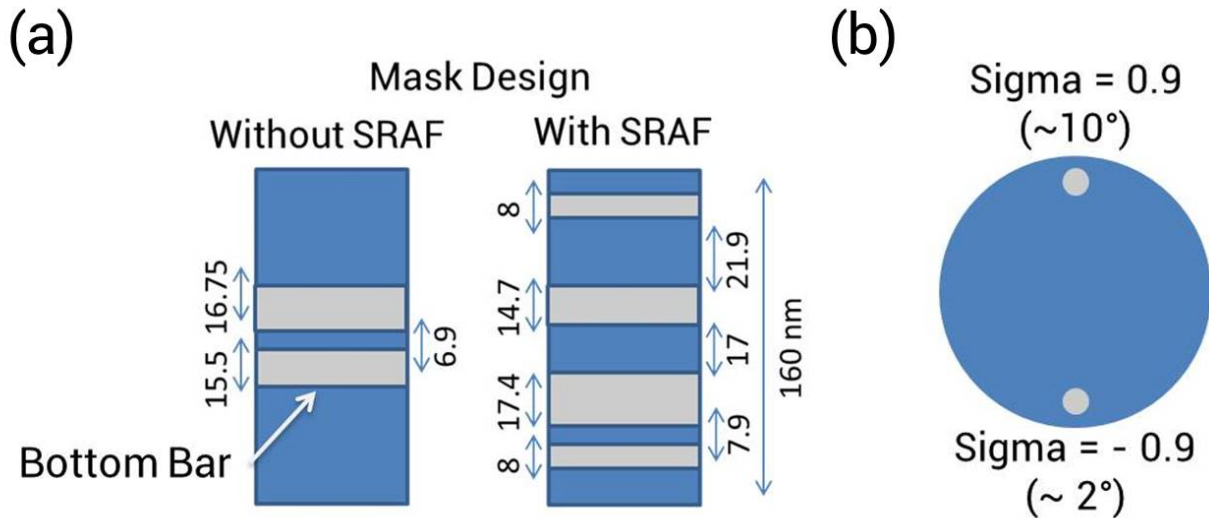 (a)
Mask Design
Without SRAF
With SRAF
16.75
15.5
6.9
Bottom Bar
8
14.7
17.4
8
21.9
17
7.9
160 nm
(b)
Sigma = 0.9
(~10°)
Sigma = - 0.9
(~ 2°)